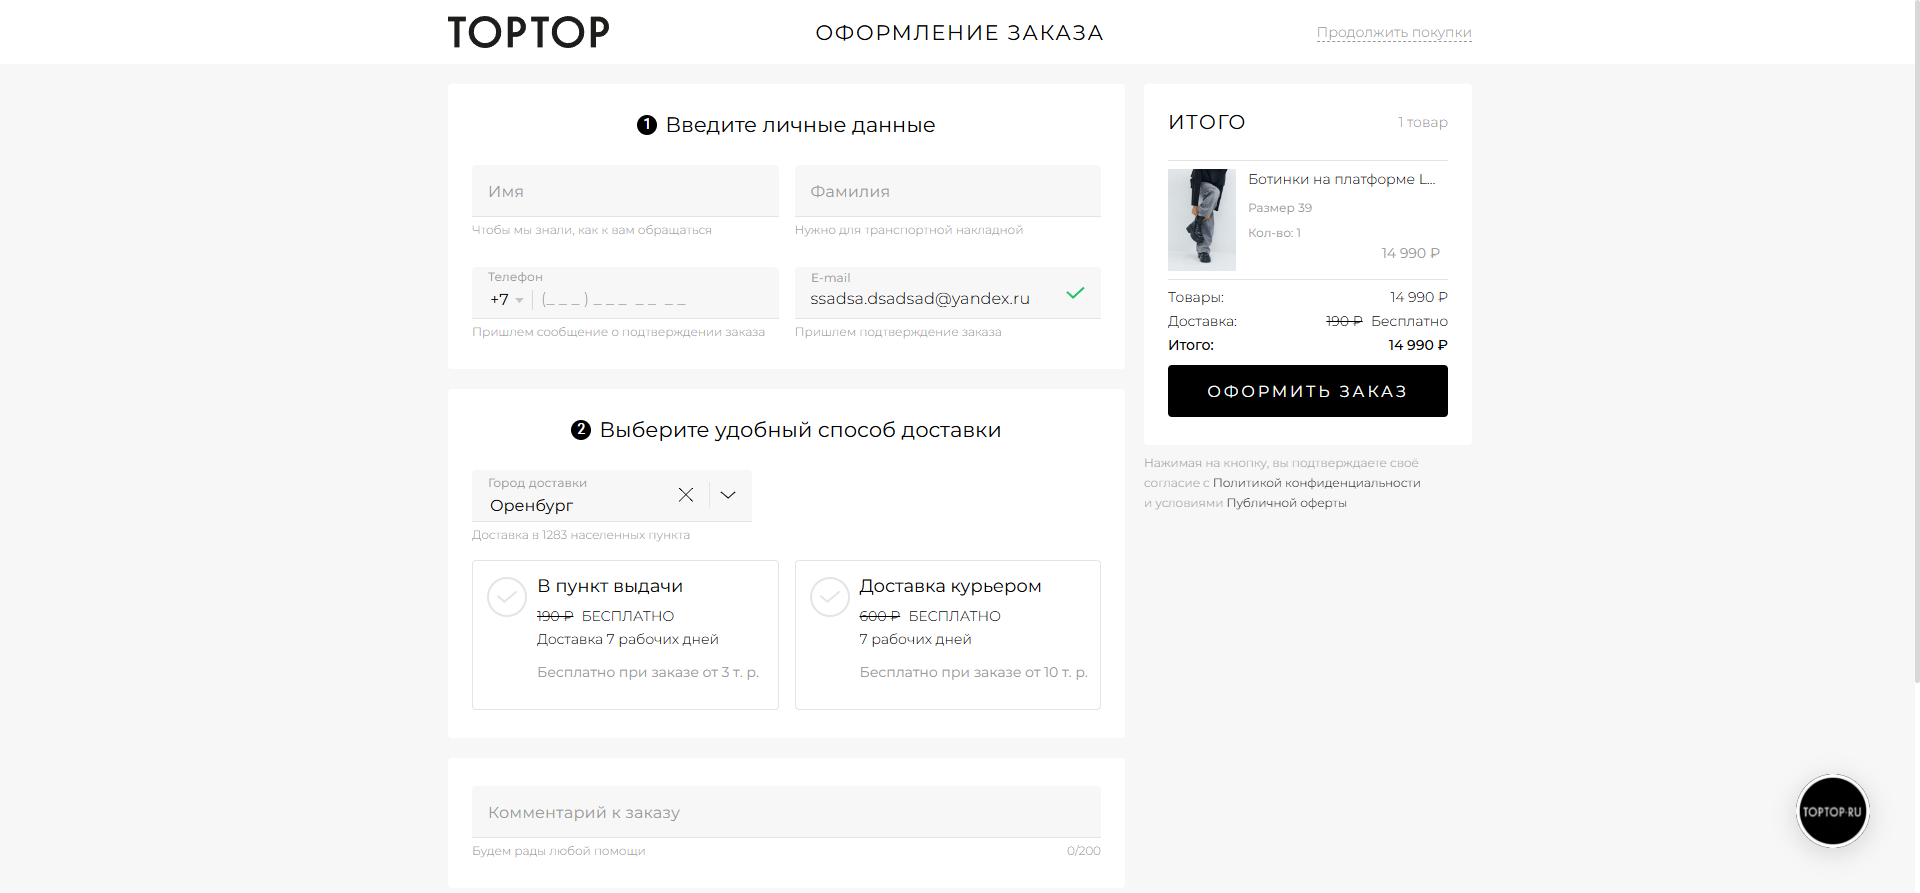 TOPTOP
ОФОРМЛЕНИЕ ЗАКАЗА
Продолжить покупки
1 Введите личные данные
Имя
Чтобы мы знали, как к вам обращаться
Фамилия
Нужно для транспортной накладной
Телефон
+7 (_ _ _) _ _ _ _ _ _ _
Пришлем сообщение о подтверждении заказа
E-mail
ssadsa.dsadsad@yandex.ru
Пришлем подтверждение заказа
2 Выберите удобный способ доставки
Город доставки
Оренбург
Доставка в 1283 населенных пункта
В пункт выдачи
190 ₽ БЕСПЛАТНО
Доставка 7 рабочих дней
Бесплатно при заказе от 3 т. р.
Доставка курьером
600 ₽ БЕСПЛАТНО
7 рабочих дней
Бесплатно при заказе от 10 т. р.
Комментарий к заказу
Будем рады любой помощи
0/200
ИТОГО
1 товар
Ботинки на платформе L...
Размер 39
Кол-во: 1
14 990 ₽
Товары: 14 990 ₽
Доставка: 190 ₽ Бесплатно
Итого: 14 990 ₽
ОФОРМИТЬ ЗАКАЗ
Нажимая на кнопку, вы подтверждаете своё
согласие с Политикой конфиденциальности
и условиями Публичной оферты
TOPTOP·RU